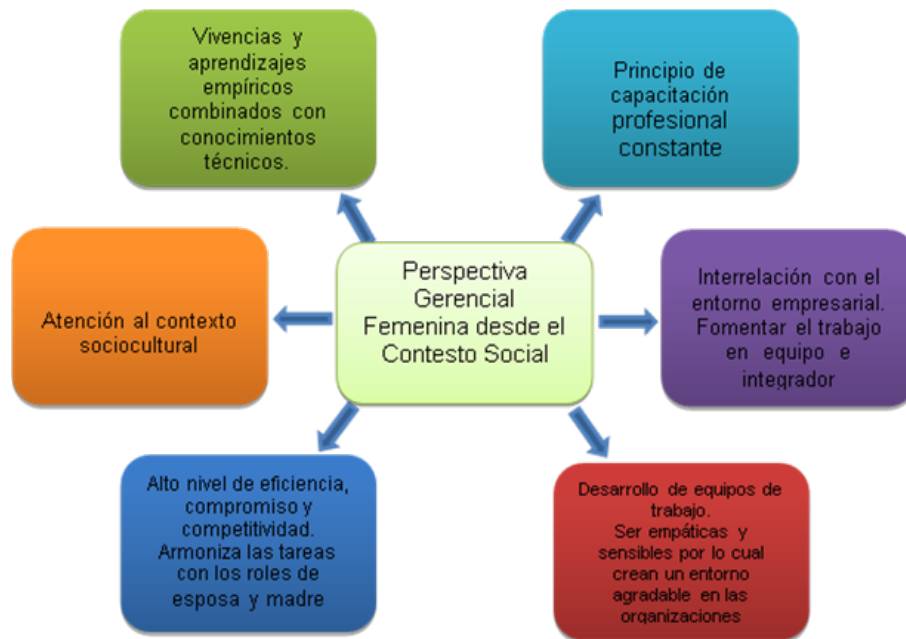 Vivencias y
aprendizajes
empíricos
combinados con
conocimientos
técnicos.
Principio de
capacitación
profesional
constante
Perspectiva
Gerencial
Femenina desde el
Contesto Social
Atención al contexto
sociocultural
Interrelación con el
entorno empresarial.
Fomentar el trabajo
en equipo e
integrador
Alto nivel de eficiencia,
compromiso y
competitividad.
Armoniza las tareas
con los roles de
esposa y madre
Desarrollo de equipos de
trabajo.
Ser empáticas y
sensibles por lo cual
crean un entorno
agradable en las
organizaciones